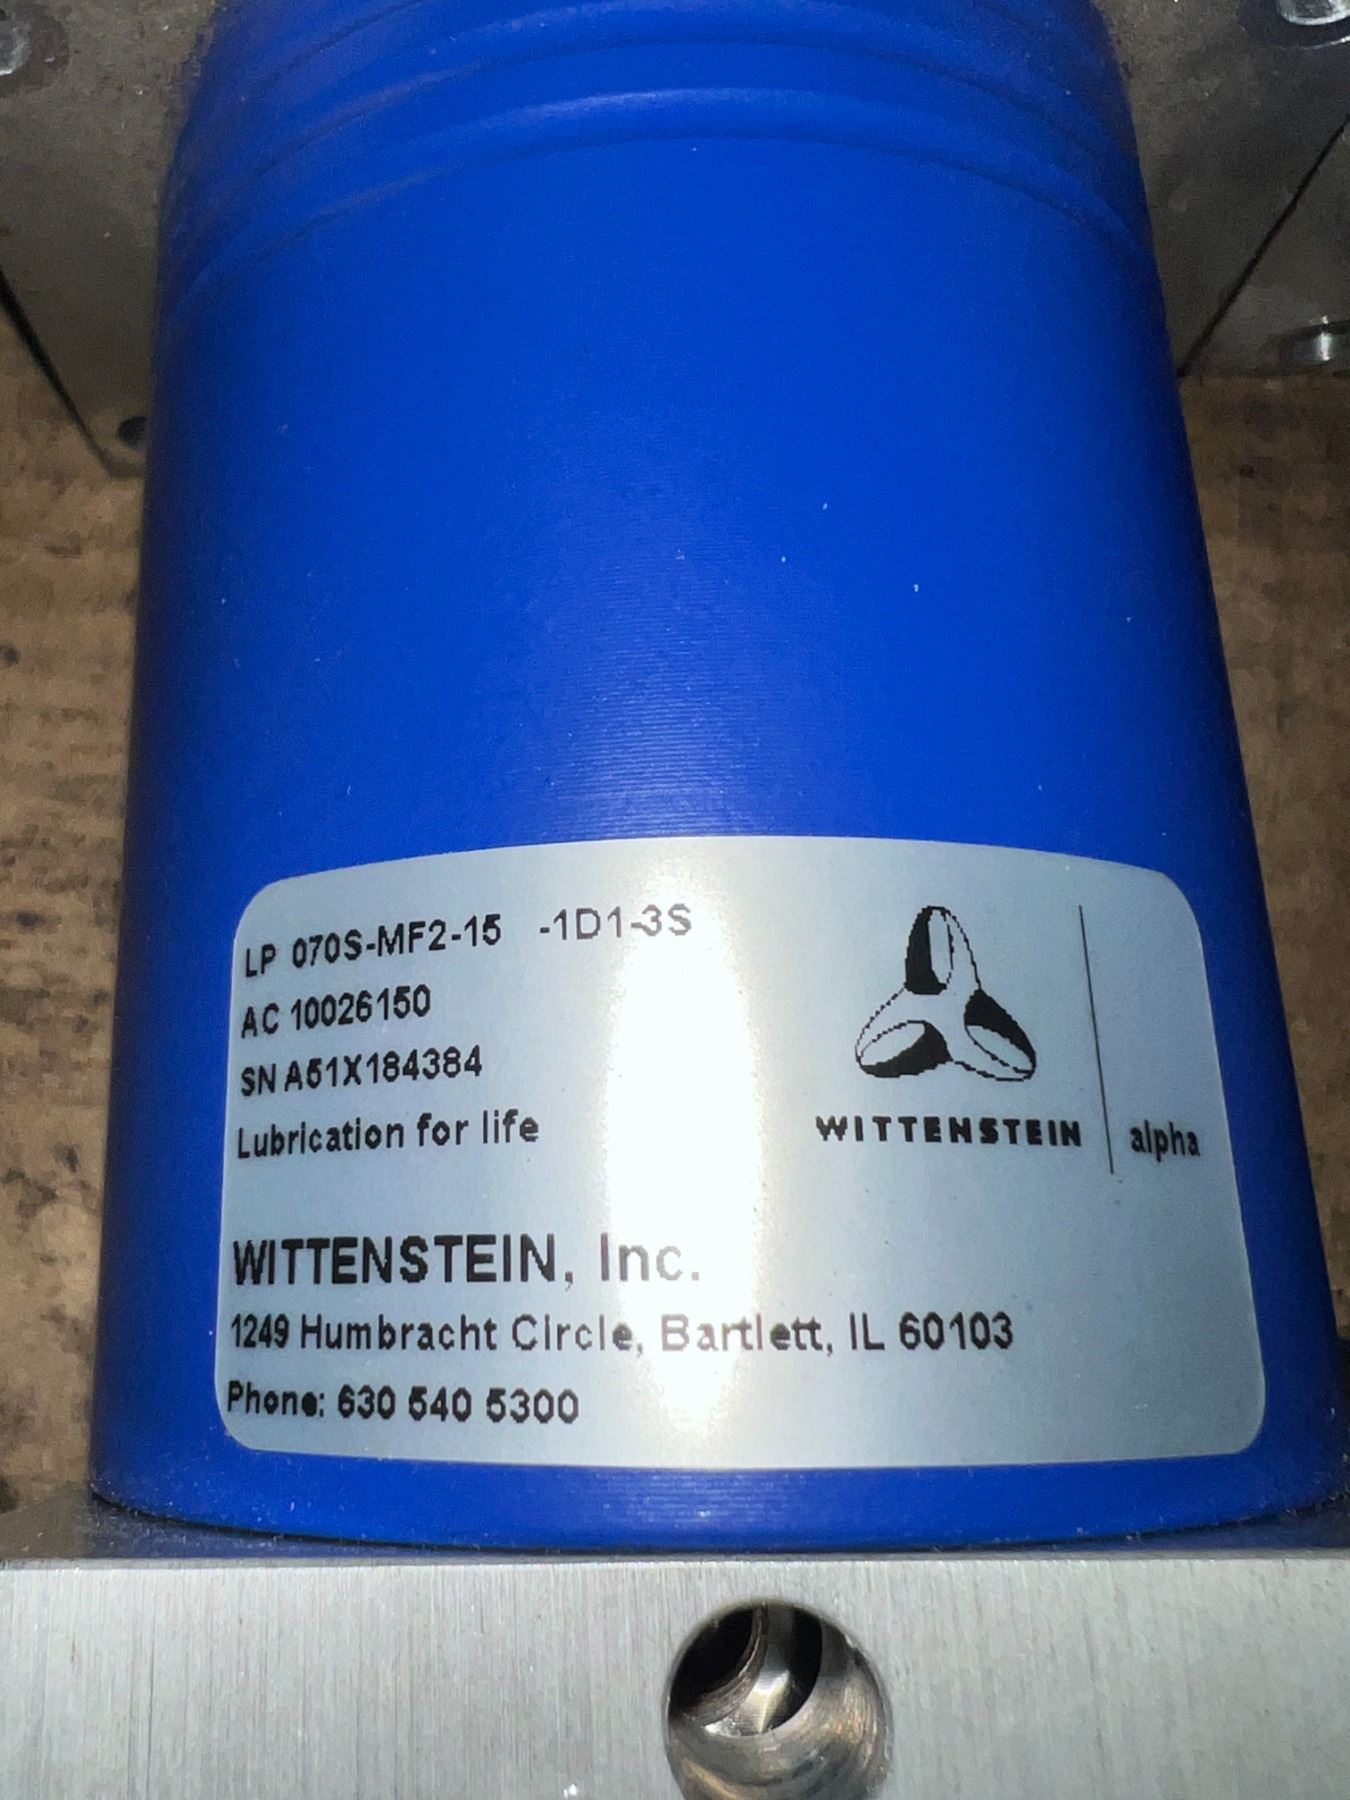 LP 070S-MF2-15 -1D1-3S
AC 10026150
SN A51X184384
Lubrication for life
WITTENSTEIN alpha
WITTENSTEIN, Inc.
1249 Humbracht Circle, Bartlett, IL 60103
Phone: 630 540 5300